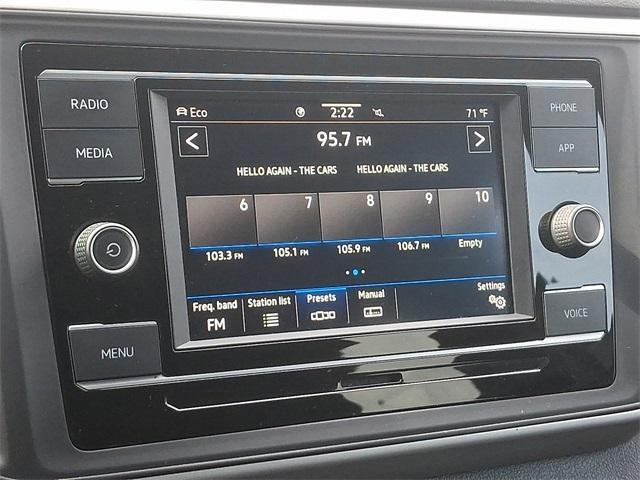 RADIO
MEDIA
MENU
Eco 2:22 71°F
95.7 FM
HELLO AGAIN - THE CARS HELLO AGAIN - THE CARS
6 7 8 9 10
103.3 FM 105.1 FM 105.9 FM 106.7 FM Empty
Freq. band Station list Presets Manual Settings
FM
PHONE
APP
VOICE